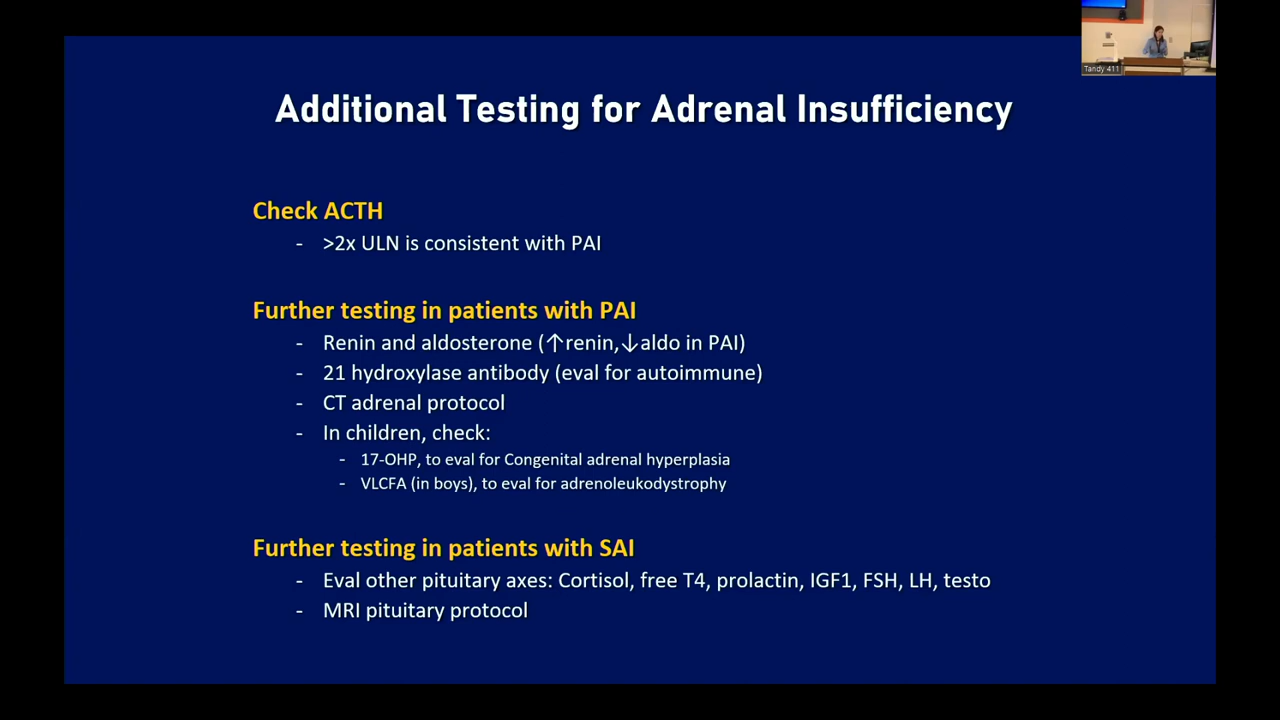 Tandy 411
Additional Testing for Adrenal Insufficiency
Check ACTH
- >2x ULN is consistent with PAI
Further testing in patients with PAI
- Renin and aldosterone (↑renin,↓aldo in PAI)
- 21 hydroxylase antibody (eval for autoimmune)
- CT adrenal protocol
- In children, check:
- 17-OHP, to eval for Congenital adrenal hyperplasia
- VLCFA (in boys), to eval for adrenoleukodystrophy
Further testing in patients with SAI
- Eval other pituitary axes: Cortisol, free T4, prolactin, IGF1, FSH, LH, testo
- MRI pituitary protocol